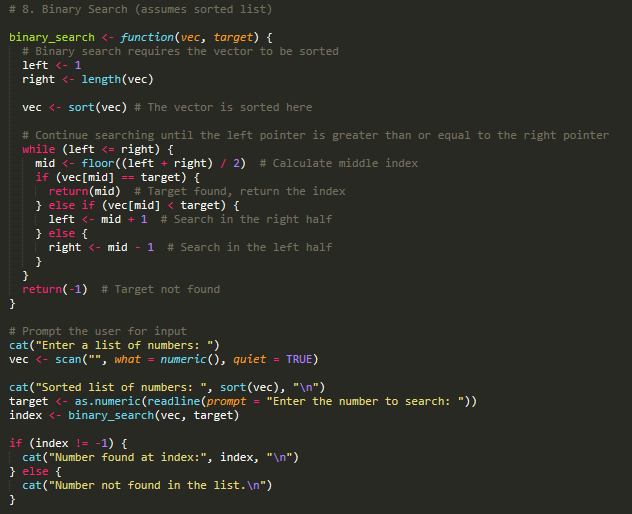 # 8. Binary Search (assumes sorted list)
binary_search <- function(vec, target) {
# Binary search requires the vector to be sorted
left <- 1
right <- length(vec)
vec <- sort(vec) # The vector is sorted here
# Continue searching until the left pointer is greater than or equal to the right pointer
while (left <= right) {
mid <- floor((left + right) / 2)  # Calculate middle index
if (vec[mid] == target) {
return(mid)  # Target found, return the index
} else if (vec[mid] < target) {
left <- mid + 1  # Search in the right half
} else {
right <- mid - 1  # Search in the left half
}
}
return(-1)  # Target not found
}
# Prompt the user for input
cat("Enter a list of numbers: ")
vec <- scan("", what = numeric(), quiet = TRUE)
cat("Sorted list of numbers: ", sort(vec), "\n")
target <- as.numeric(readline(prompt = "Enter the number to search: "))
index <- binary_search(vec, target)
if (index != -1) {
cat("Number found at index:", index, "\n")
} else {
cat("Number not found in the list.\n")
}